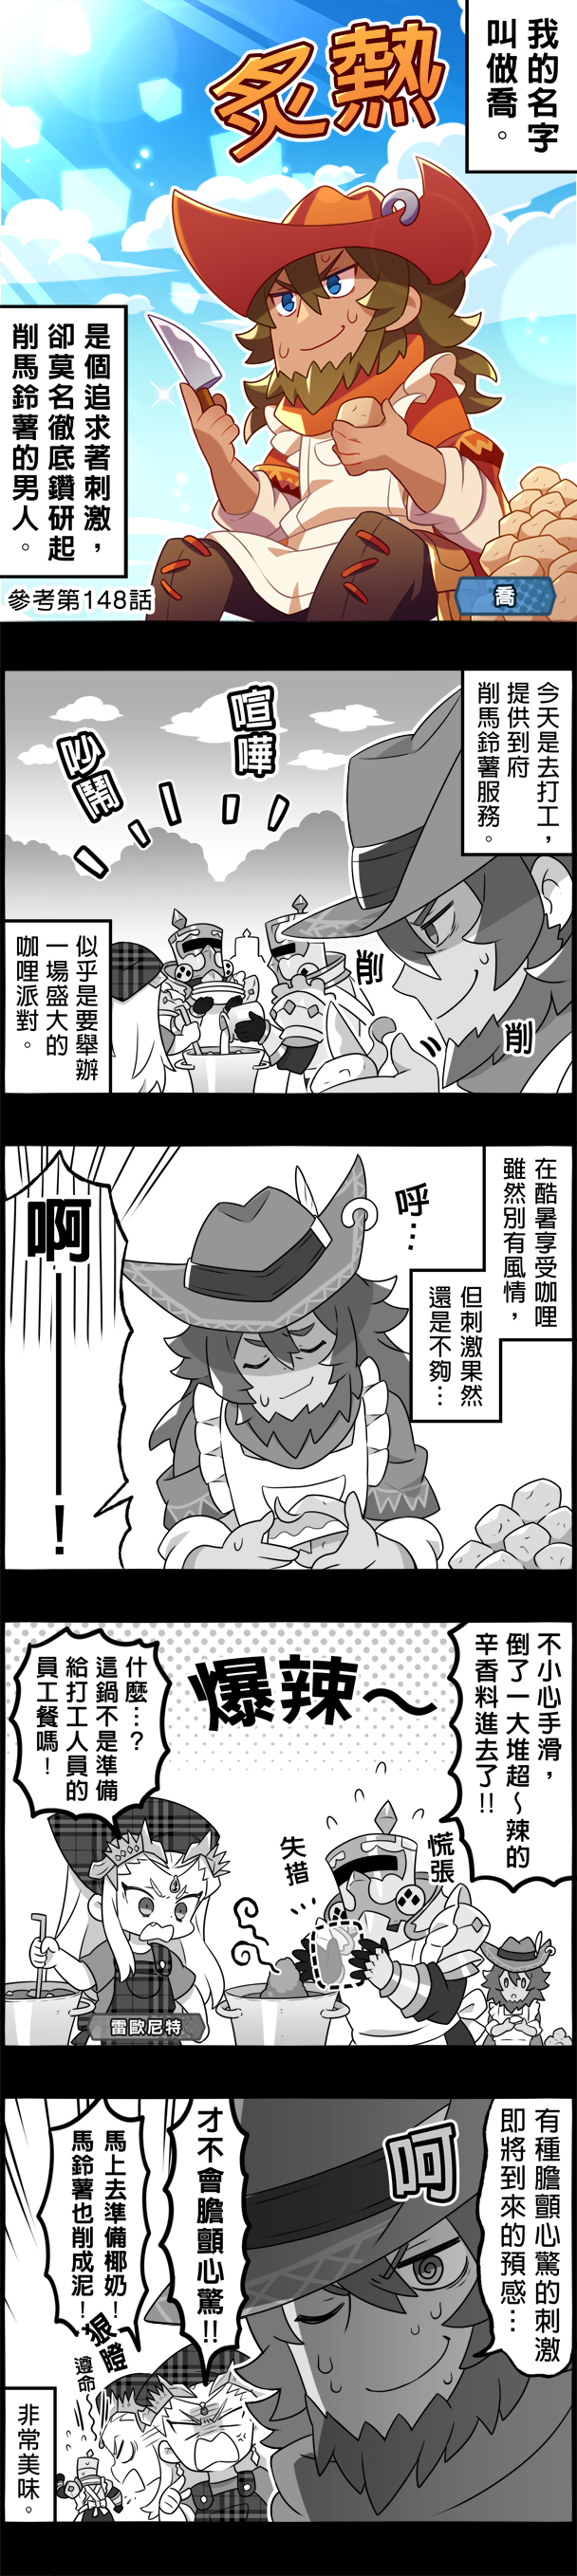 我的名字
叫做喬。
炙熱
是個追求著刺激，
卻莫名徹底鑽研起
削馬鈴薯的男人。
參考第148話
喬
今天是去打工，
提供到府
削馬鈴薯服務。
喧嘩
吵鬧
削
削
似乎是要舉辦
一場盛大的
咖哩派對。
在酷暑享受咖哩
雖然別有風情，
但刺激果然
還是不夠…
呼…
啊——！
不小心手滑，
倒了一大堆超～辣的
辛香料進去了!!
爆辣～
什麼…？
這鍋不是準備
給打工人員的
員工餐嗎！
慌張
失措
雷歐尼特
有種膽顫心驚的刺激
即將到來的預感…
呵
才不會膽顫心驚!!
馬上去準備椰奶！
馬鈴薯也削成泥！
狠瞪
遵命
非常美味。